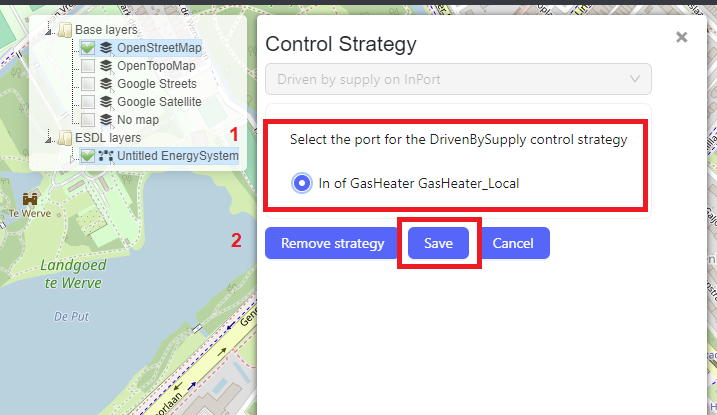 Base layers
OpenStreetMap
OpenTopoMap
Google Streets
Google Satellite
No map
ESDL layers
Untitled EnergySystem
1
Control Strategy
×
Driven by supply on InPort
Select the port for the DrivenBySupply control strategy
In of GasHeater GasHeater_Local
2
Remove strategy
Save
Cancel
Te Werve
Landgoed
te Werve
De Put